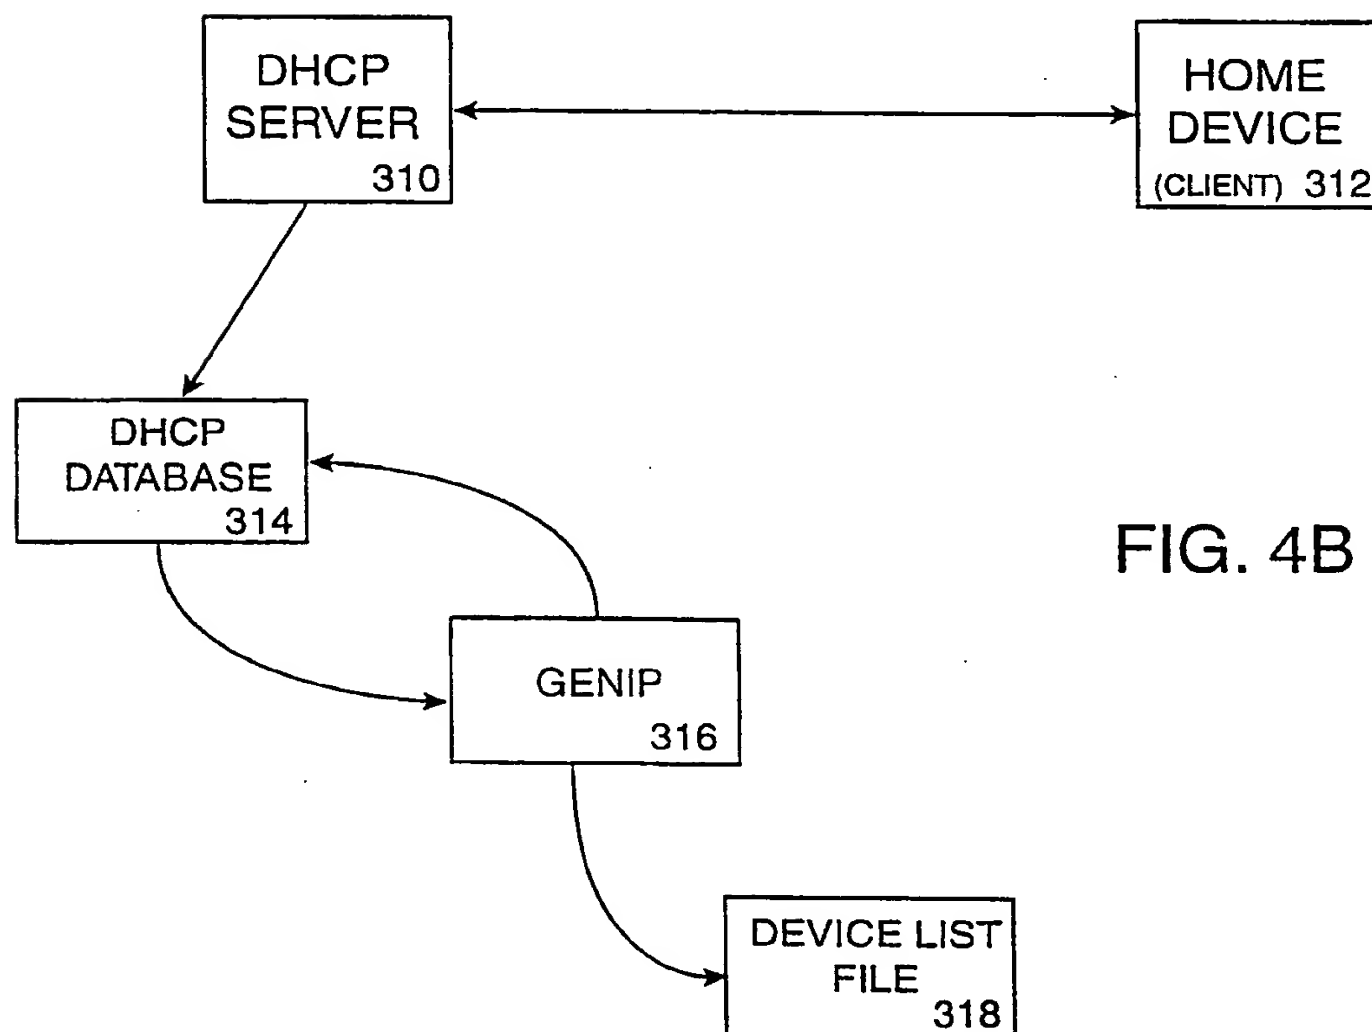 DHCP
SERVER
310
HOME
DEVICE
(CLIENT) 312
DHCP
DATABASE
314
FIG. 4B
GENIP
316
DEVICE LIST
FILE
318